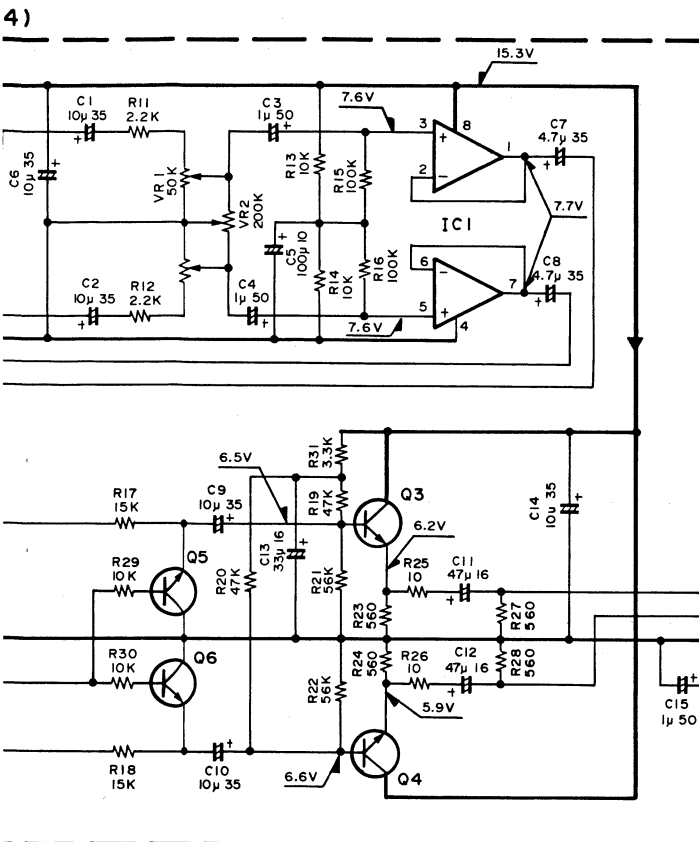 4)
15.3V
C1
10µ 35
R11
2.2K
C3
1µ 50
7.6V
3
8
C7
4.7µ 35
+
+
+
+
1
+
C6
10µ 35
VR1
50K
R13
10K
R15
100K
2
−
VR2
200K
7.7V
IC1
+
C5
100µ 10
R14
10K
R16
100K
6
−
C8
4.7µ 35
7
+
C2
10µ 35
R12
2.2K
C4
1µ 50
5
+
4
+
+
7.6V
R31
3.3K
6.5V
R17
15K
C9
10µ 35
+
R19
47K
Q3
C14
10µ 35
+
6.2V
C13
33µ 16
+
Q5
R29
10K
R20
47K
R21
56K
R25
10
C11
47µ 16
+
R23
560
R27
560
Q6
R30
10K
R24
560
R26
10
C12
47µ 16
+
R28
560
R22
56K
+
C15
1µ 50
5.9V
+
R18
15K
C10
10µ 35
6.6V
Q4